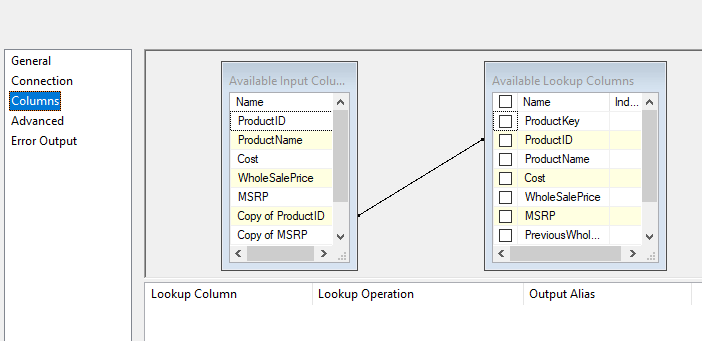 General
Connection
Columns
Advanced
Error Output
Available Input Colu...
Name
ProductID
ProductName
Cost
WholeSalePrice
MSRP
Copy of ProductID
Copy of MSRP
Available Lookup Columns
Name Ind...
ProductKey
ProductID
ProductName
Cost
WholeSalePrice
MSRP
PreviousWhol...
Lookup Column Lookup Operation Output Alias